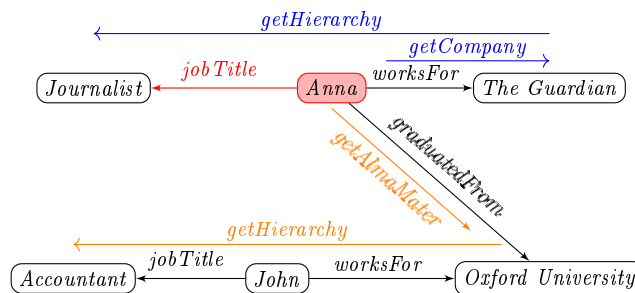 getHierarchy
getCompany
jobTitle
worksFor
Journalist
Anna
The Guardian
graduatedFrom
getAlmaMater
getHierarchy
jobTitle
worksFor
Accountant
John
Oxford University